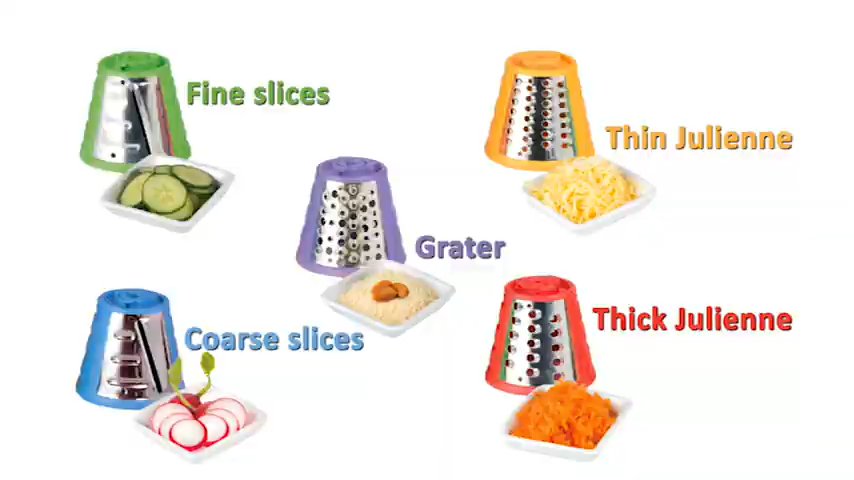 Fine slices
Thin Julienne
Grater
Coarse slices
Thick Julienne